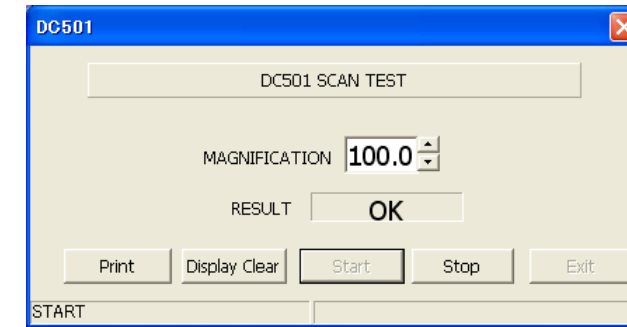 DC501
DC501 SCAN TEST
MAGNIFICATION 100.0
RESULT OK
Print Display Clear Start Stop Exit
START